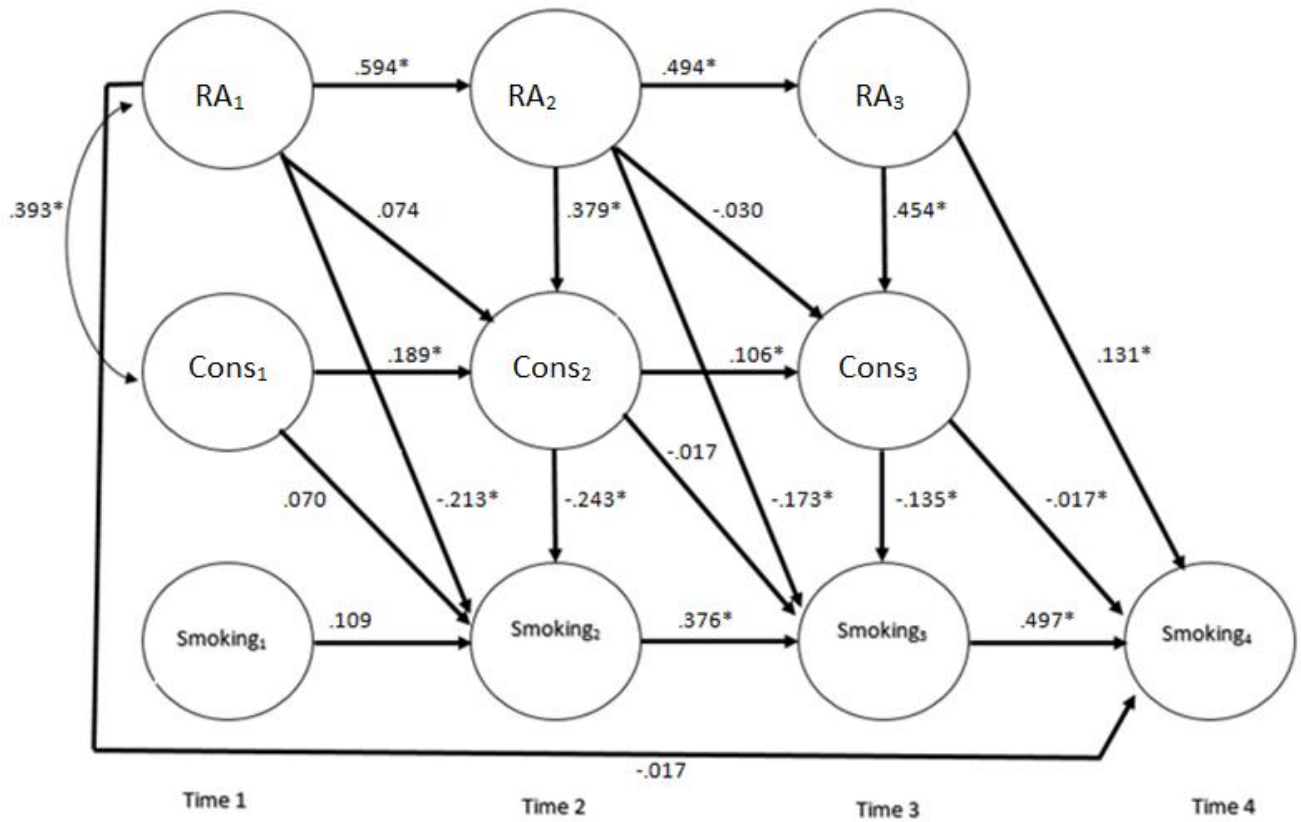 .594*
.494*
RA₁
RA₂
RA₃
.393*
.074
.379*
-.030
.454*
.131*
.189*
.106*
Cons₁
Cons₂
Cons₃
-.017
.070
-.213*
-.243*
-.173*
-.135*
-.017*
.109
.376*
.497*
Smoking₁
Smoking₂
Smoking₃
Smoking₄
-.017
Time 1
Time 2
Time 3
Time 4